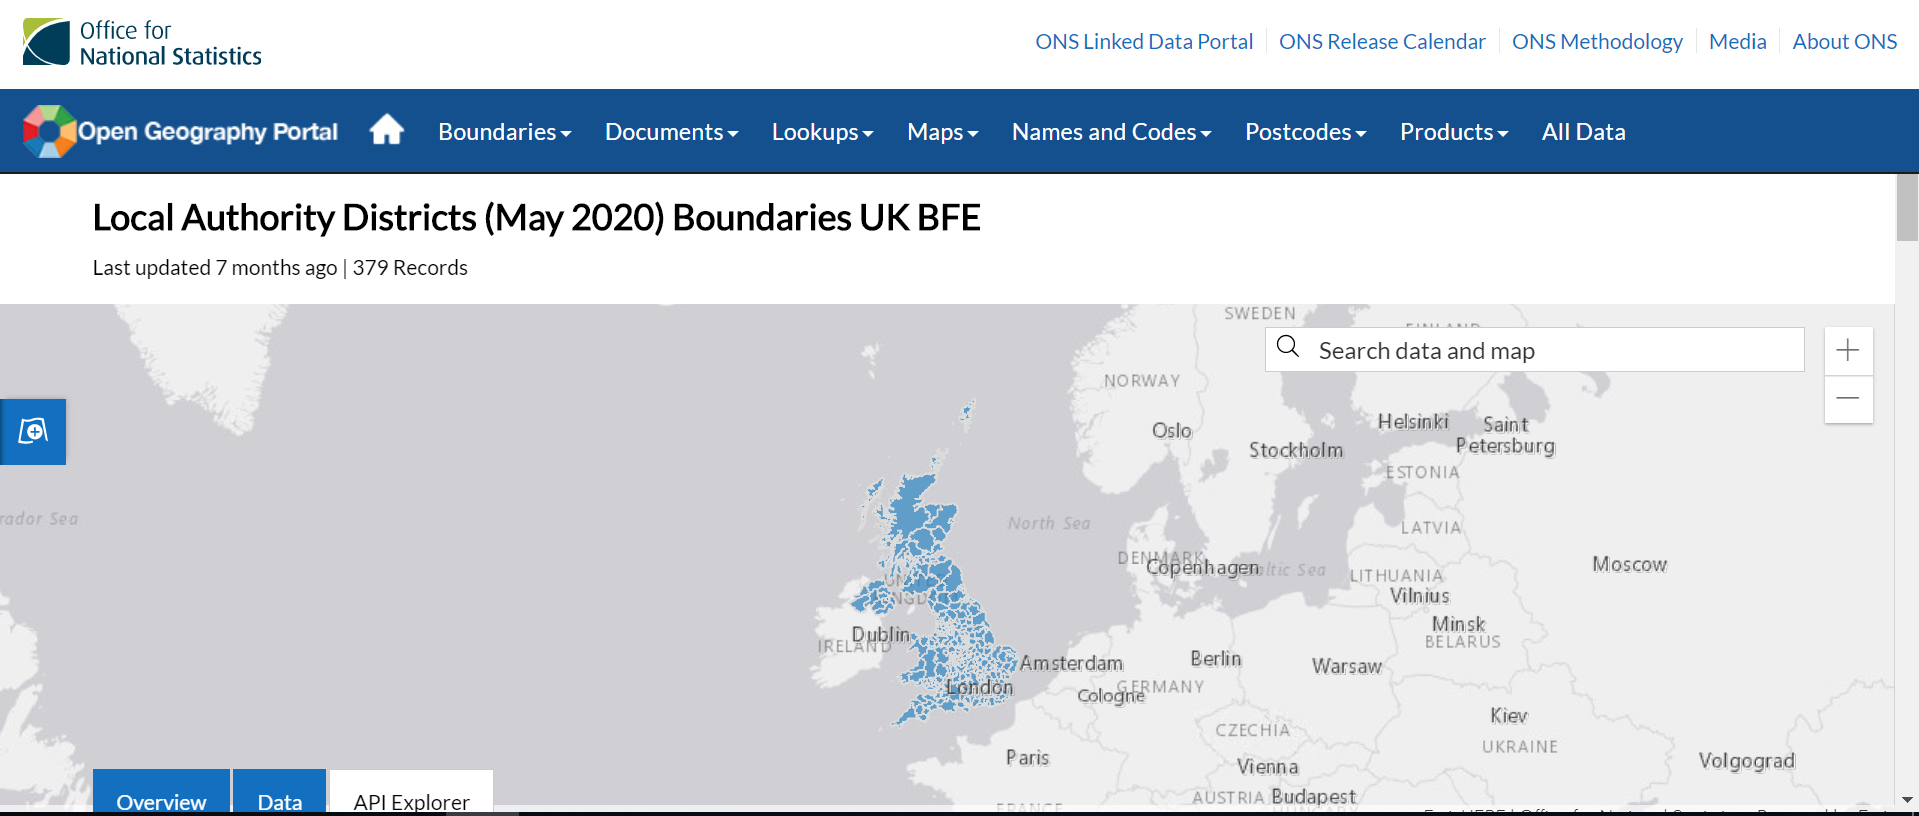 Office for
National Statistics
ONS Linked Data Portal
ONS Release Calendar
ONS Methodology
Media
About ONS
Open Geography Portal
Boundaries
Documents
Lookups
Maps
Names and Codes
Postcodes
Products
All Data
Local Authority Districts (May 2020) Boundaries UK BFE
Last updated 7 months ago | 379 Records
SWEDEN
FINLAND
Search data and map
NORWAY
Oslo
Helsinki
Saint
Petersburg
Stockholm
ESTONIA
rador Sea
North Sea
LATVIA
DENMARK
Copenhagen
altic Sea
Moscow
LITHUANIA
Vilnius
Minsk
BELARUS
Dublin
IRELAND
Amsterdam
Berlin
Warsaw
London
Cologne
GERMANY
Kiev
UKRAINE
CZECHIA
Paris
Vienna
Volgograd
AUSTRIA
Budapest
HUNGARY
FRANCE
Overview
Data
API Explorer